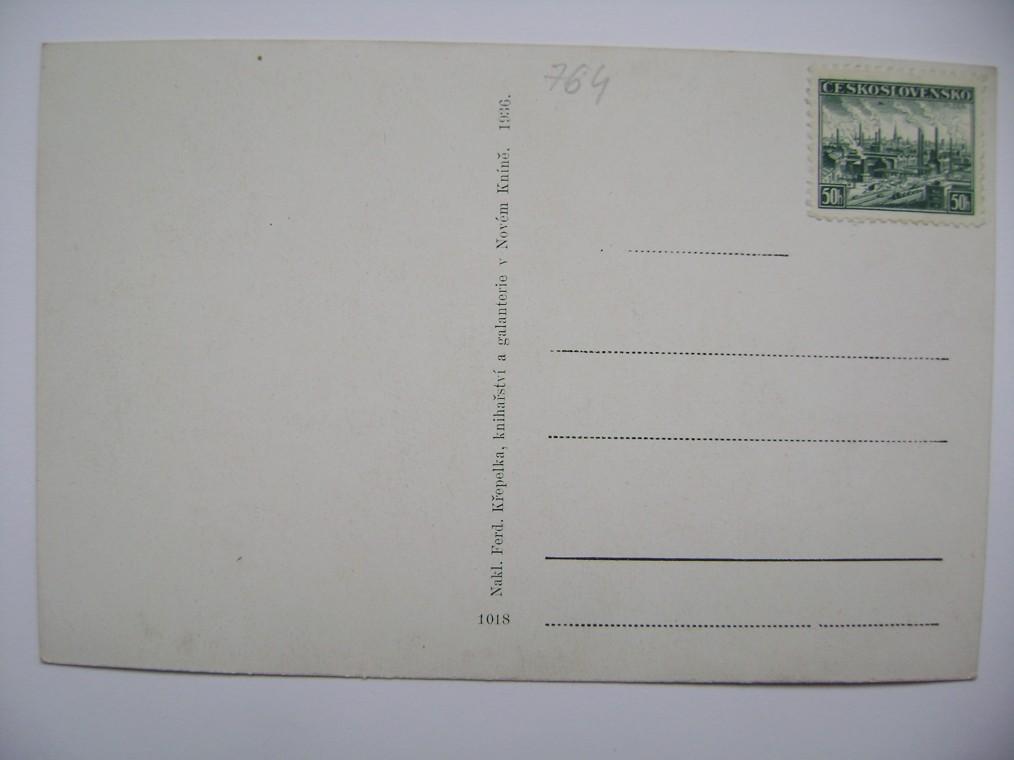 764
ČESKOSLOVENSKO
50h 50h
Nakl. Ferd. Křepelka, knihařství a galanterie v Novém Kníně. 1936.
1018